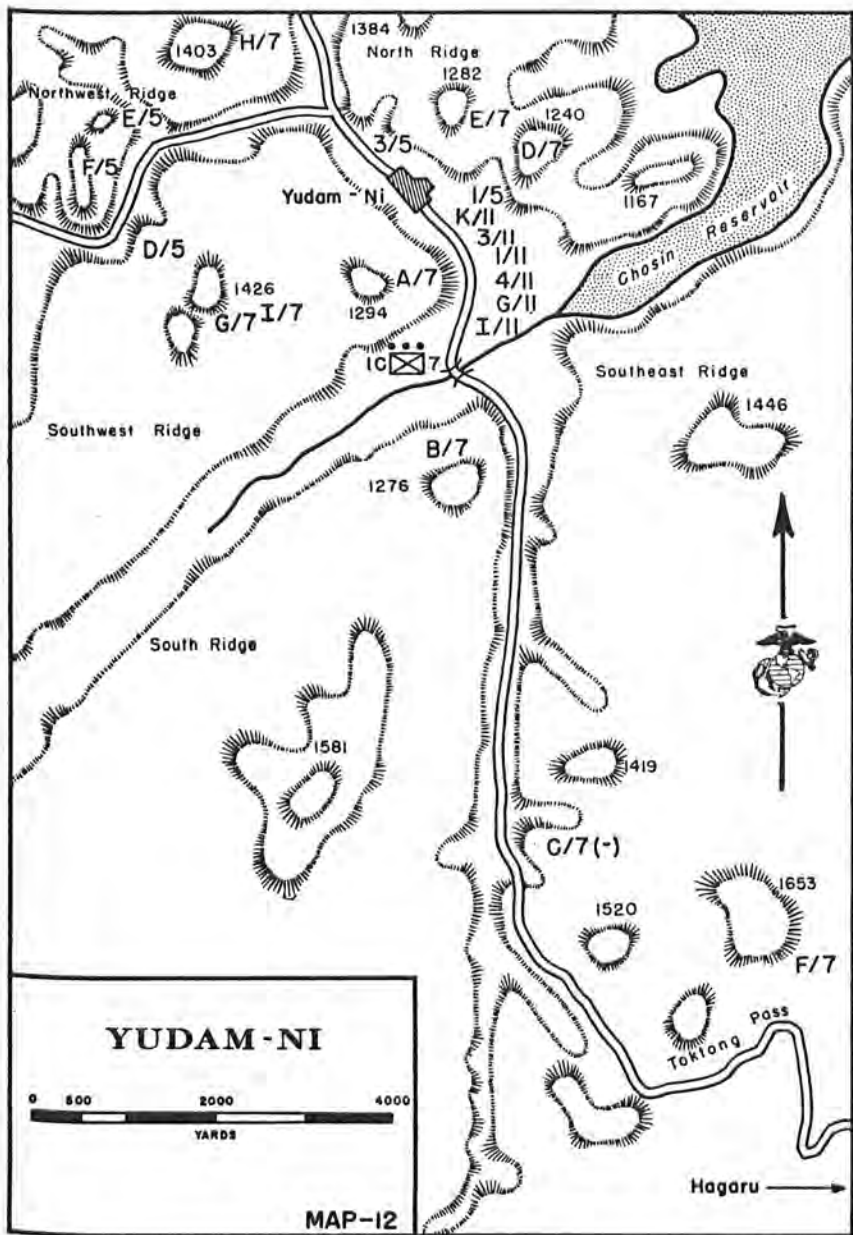 1384
H/7
1403
North Ridge
1282
Northwest Ridge
E/5
E/7
1240
3/5
D/7
F/5
1/5
1167
Yudam-Ni
K/11
3/11
1/11
D/5
Chosin Reservoir
A/7
4/11
1426
G/7 I/7
1294
G/11
I/11
1C 7
Southeast Ridge
1446
Southwest Ridge
B/7
1276
South Ridge
1581
1419
C/7(-)
1653
1520
F/7
Toktong Pass
YUDAM-NI
0 500 2000 4000
YARDS
Hagaru
MAP-12